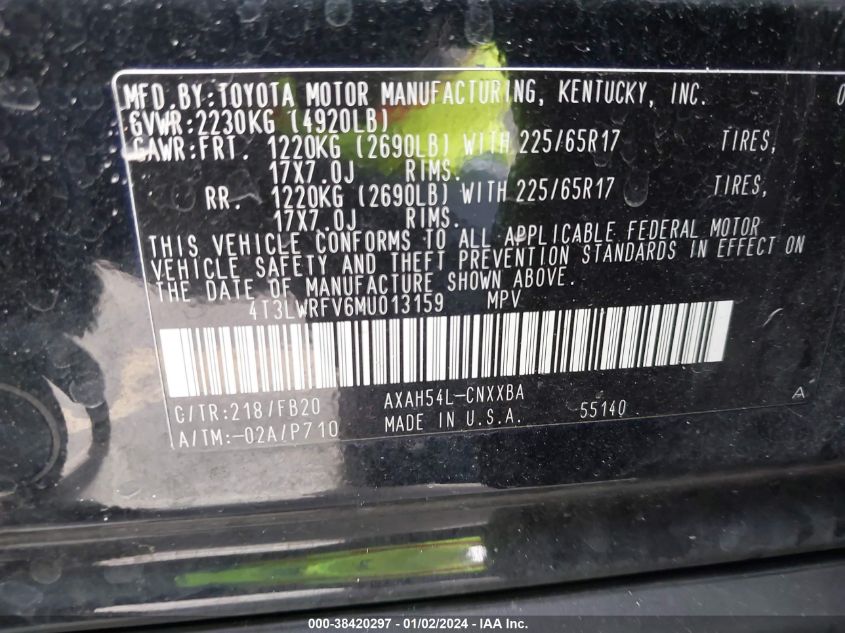 MFD.BY:TOYOTA MOTOR MANUFACTURING, KENTUCKY, INC. 0
GVWR:2230KG (4920LB)
GAWR:FRT. 1220KG (2690LB) WITH 225/65R17 TIRES,
17X7.0J RIMS.
RR. 1220KG (2690LB) WITH 225/65R17 TIRES,
17X7.0J RIMS.
THIS VEHICLE CONFORMS TO ALL APPLICABLE FEDERAL MOTOR
VEHICLE SAFETY AND THEFT PREVENTION STANDARDS IN EFFECT ON
THE DATE OF MANUFACTURE SHOWN ABOVE.
4T3LWRFV6MU013159 MPV
C/TR:218/FB20 AXAH54L-CNXXBA A
A/TM:-02A/P710 MADE IN U.S.A. 55140
000-38420297 - 01/02/2024 - IAA Inc.